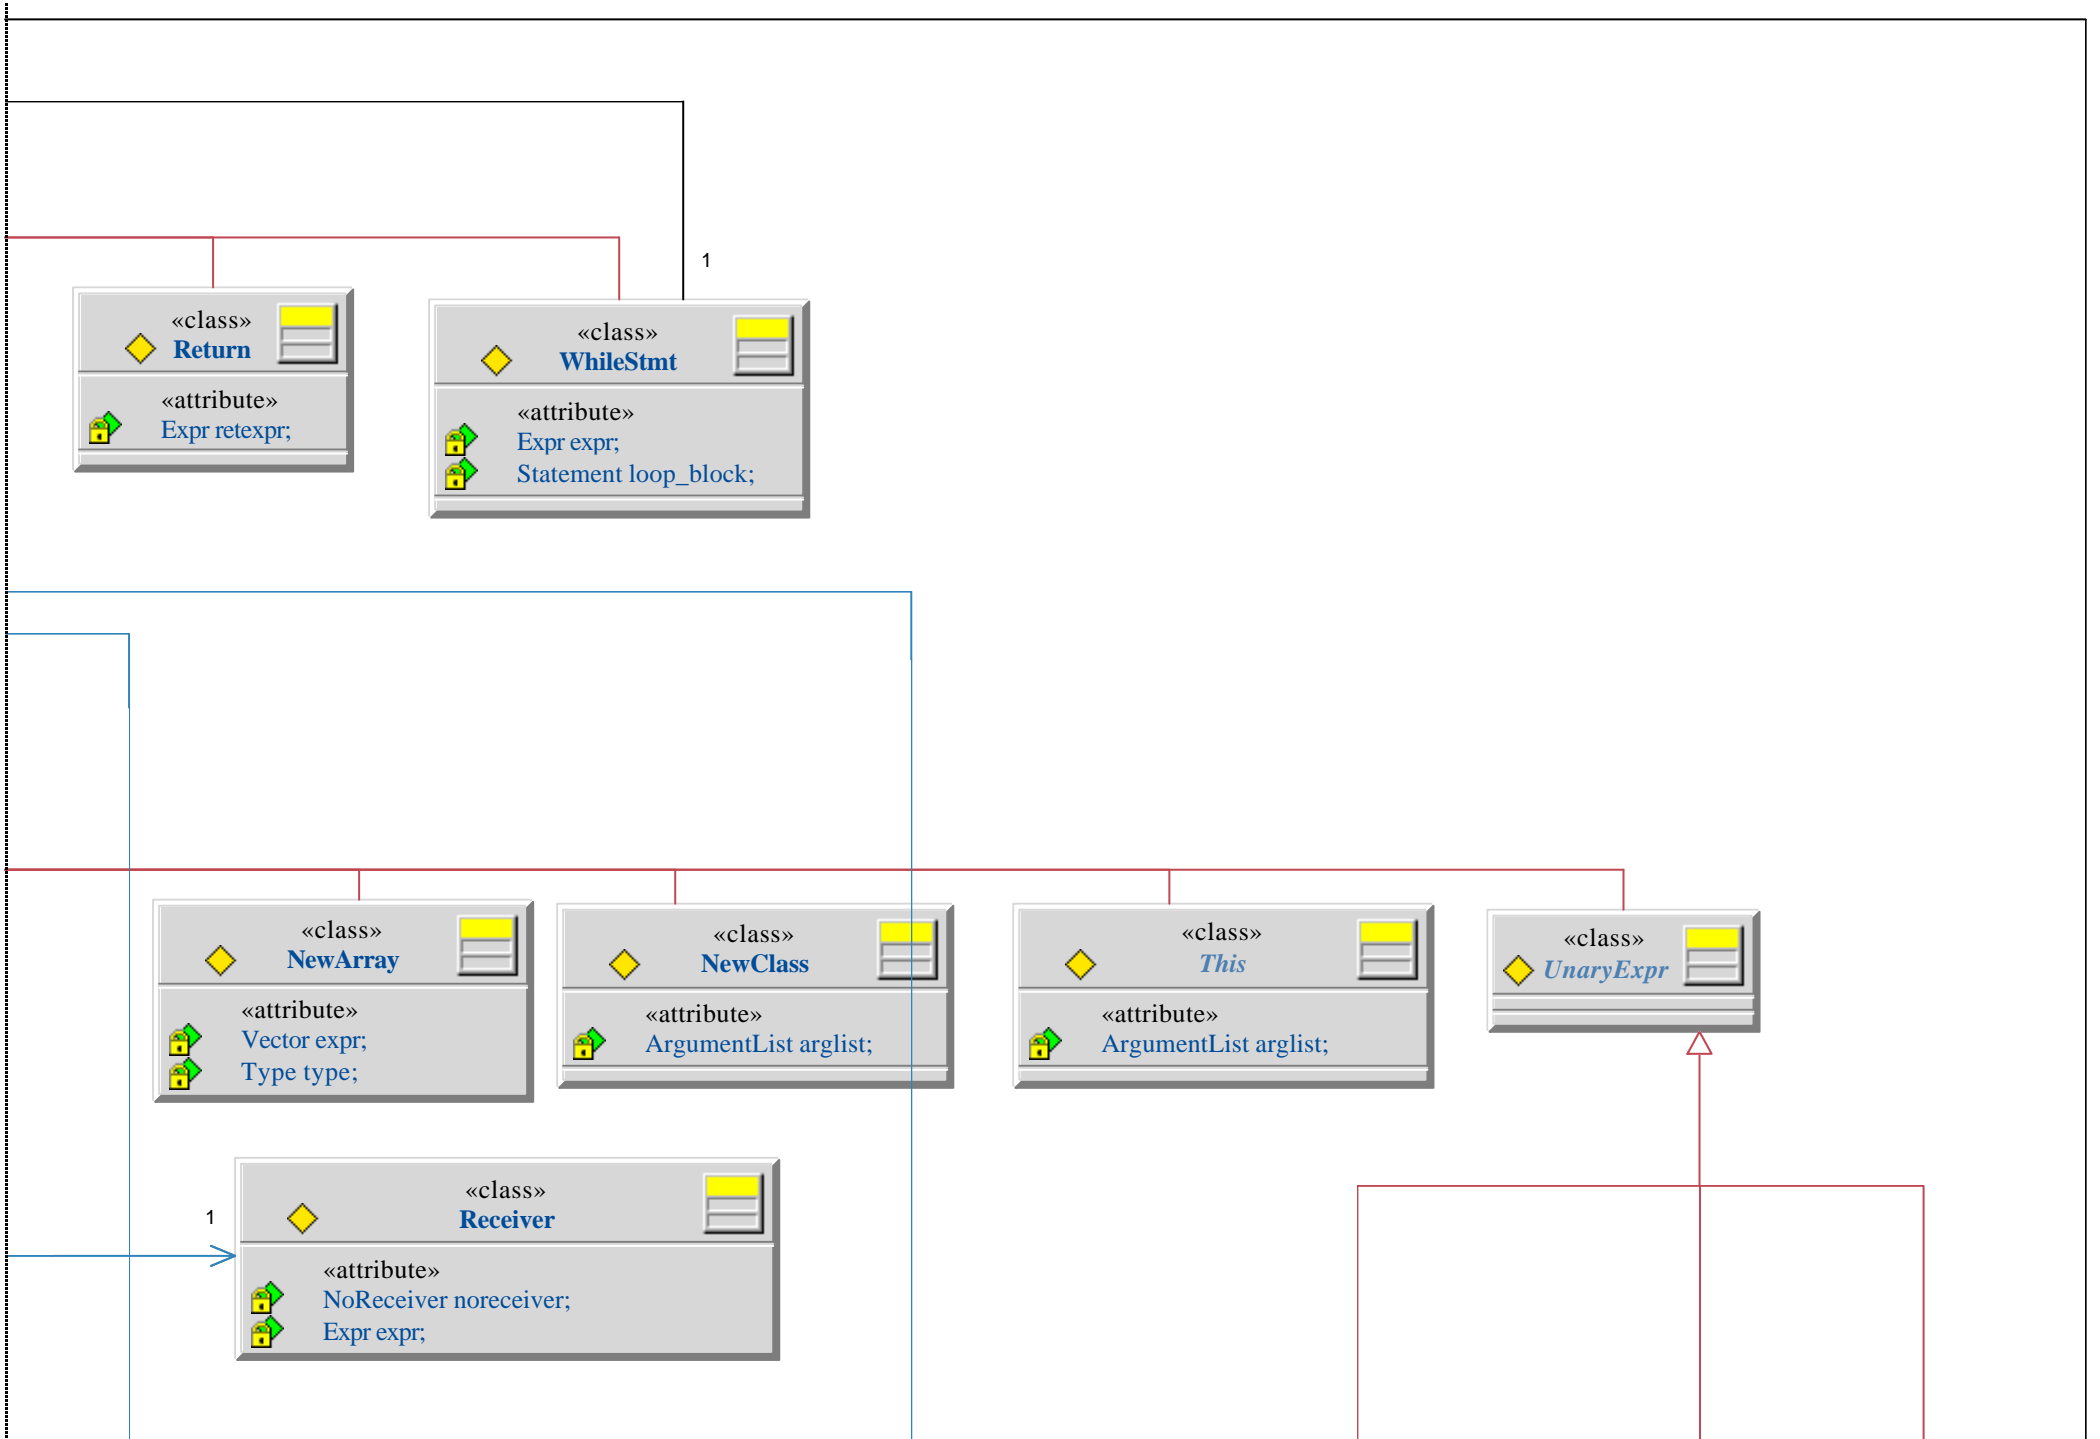 1
«class»
Return
«attribute»
Expr retexpr;
«class»
WhileStmt
«attribute»
Expr expr;
Statement loop_block;
«class»
NewArray
«attribute»
Vector expr;
Type type;
«class»
NewClass
«attribute»
ArgumentList arglist;
«class»
This
«attribute»
ArgumentList arglist;
«class»
UnaryExpr
1
«class»
Receiver
«attribute»
NoReceiver noreceiver;
Expr expr;